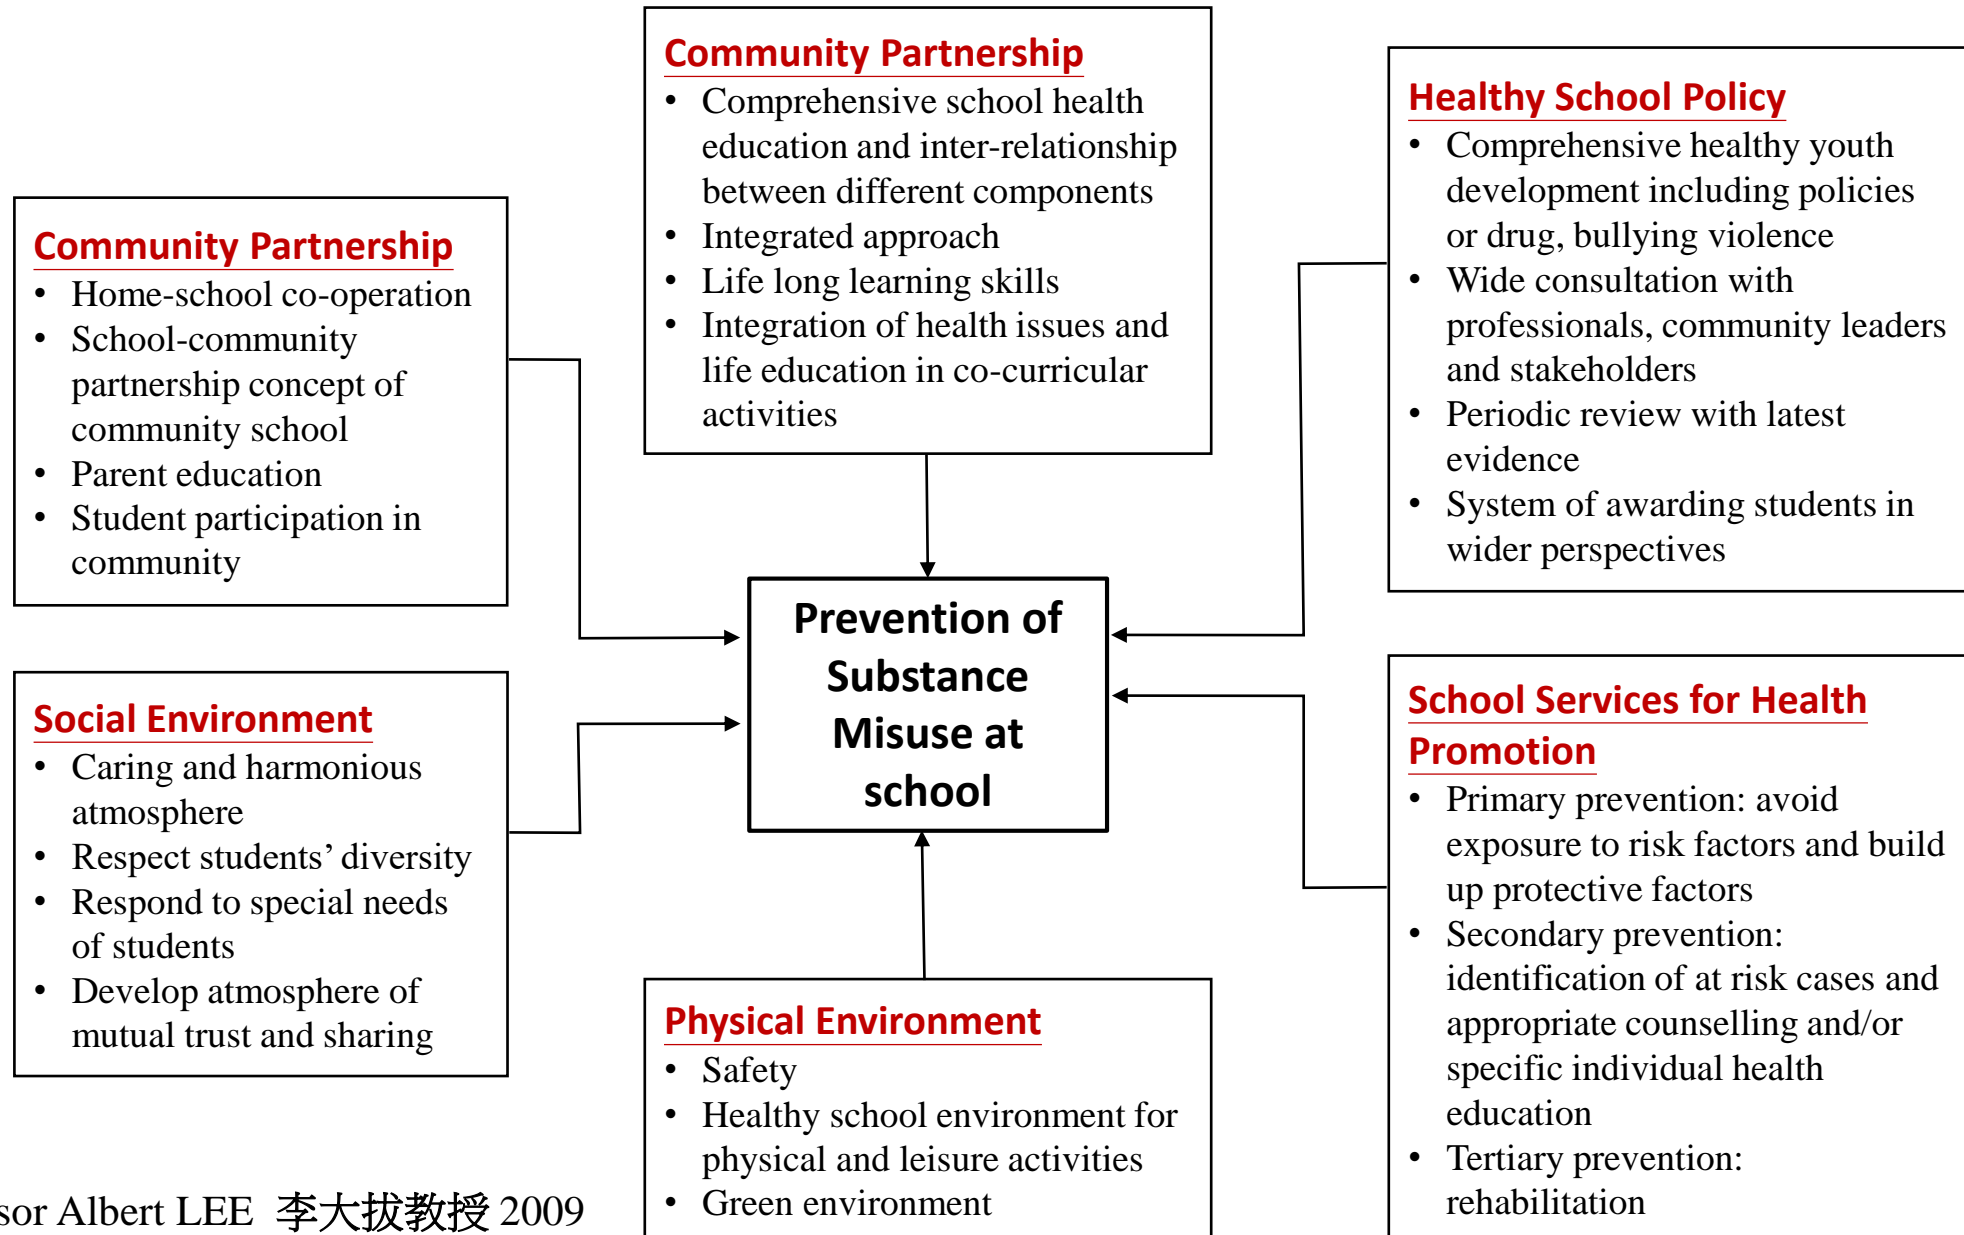 Community Partnership
• Home-school co-operation
• School-community
partnership concept of
community school
• Parent education
• Student participation in
community
Community Partnership
• Comprehensive school health
education and inter-relationship
between different components
• Integrated approach
• Life long learning skills
• Integration of health issues and
life education in co-curricular
activities
Healthy School Policy
• Comprehensive healthy youth
development including policies
or drug, bullying violence
• Wide consultation with
professionals, community leaders
and stakeholders
• Periodic review with latest
evidence
• System of awarding students in
wider perspectives
Prevention of
Substance
Misuse at
school
Social Environment
• Caring and harmonious
atmosphere
• Respect students’ diversity
• Respond to special needs
of students
• Develop atmosphere of
mutual trust and sharing
Physical Environment
• Safety
• Healthy school environment for
physical and leisure activities
• Green environment
School Services for Health
Promotion
• Primary prevention: avoid
exposure to risk factors and build
up protective factors
• Secondary prevention:
identification of at risk cases and
appropriate counselling and/or
specific individual health
education
• Tertiary prevention:
rehabilitation
sor Albert LEE 李大拔教授 2009